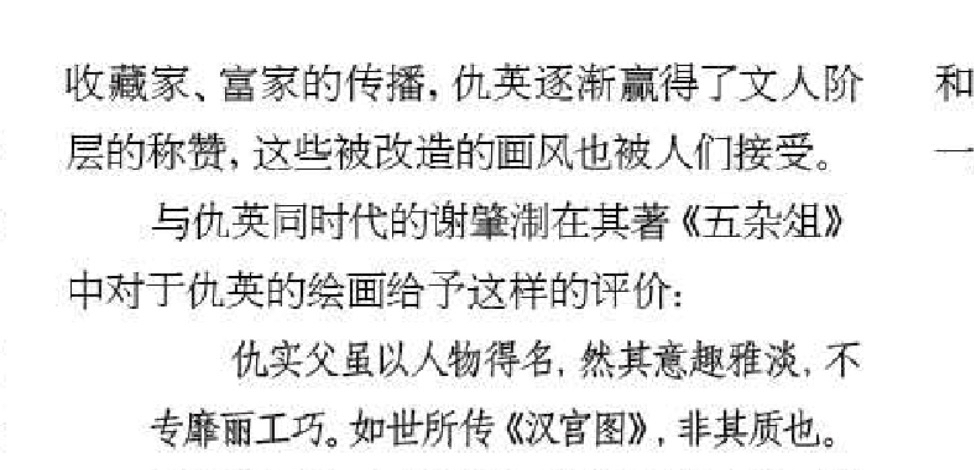 收藏家、富家的传播，仇英逐渐赢得了文人阶
层的称赞，这些被改造的画风也被人们接受。
与仇英同时代的谢肇淛在其著《五杂俎》
中对于仇英的绘画给予这样的评价：
仇实父虽以人物得名，然其意趣雅淡，不
专靡丽工巧。如世所传《汉宫图》，非其质也。
和
一